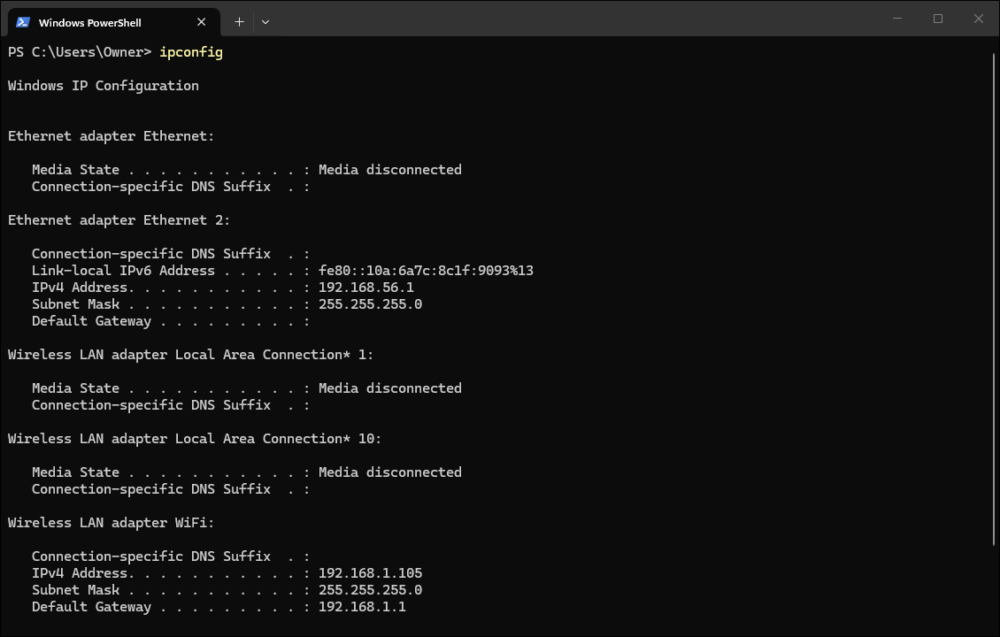 Windows PowerShell
PS C:\Users\Owner> ipconfig
Windows IP Configuration
Ethernet adapter Ethernet:
   Media State . . . . . . . . . . . : Media disconnected
   Connection-specific DNS Suffix  . :
Ethernet adapter Ethernet 2:
   Connection-specific DNS Suffix  . :
   Link-local IPv6 Address . . . . . : fe80::10a:6a7c:8c1f:9093%13
   IPv4 Address. . . . . . . . . . . : 192.168.56.1
   Subnet Mask . . . . . . . . . . . : 255.255.255.0
   Default Gateway . . . . . . . . . :
Wireless LAN adapter Local Area Connection* 1:
   Media State . . . . . . . . . . . : Media disconnected
   Connection-specific DNS Suffix  . :
Wireless LAN adapter Local Area Connection* 10:
   Media State . . . . . . . . . . . : Media disconnected
   Connection-specific DNS Suffix  . :
Wireless LAN adapter WiFi:
   Connection-specific DNS Suffix  . :
   IPv4 Address. . . . . . . . . . . : 192.168.1.105
   Subnet Mask . . . . . . . . . . . : 255.255.255.0
   Default Gateway . . . . . . . . . : 192.168.1.1